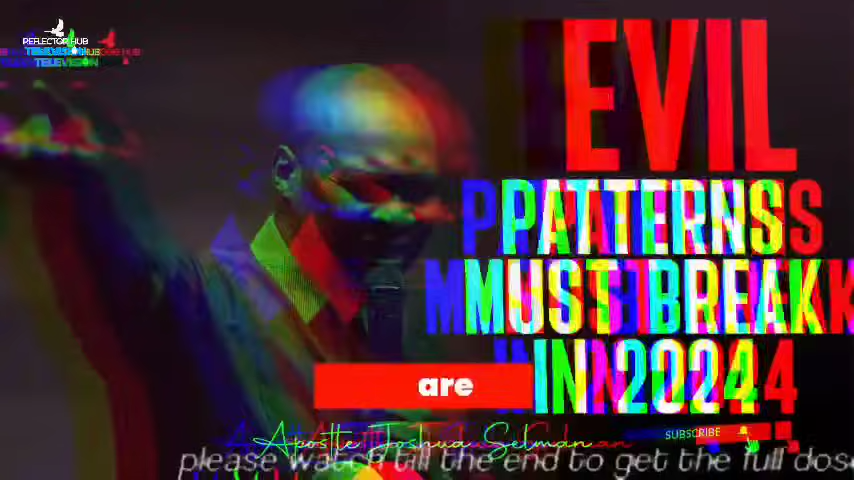 REFLECTOR HUB
TELEVISION
EVIL
PATTERNS
MUST BREAK
IN 2024
are
Apostle Joshua Selman
SUBSCRIBE
please watch till the end to get the full dose